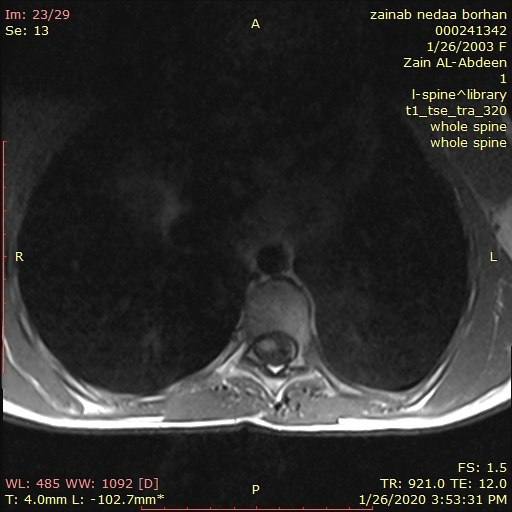 Im: 23/29
Se: 13
A
zainab nedaa borhan
000241342
1/26/2003 F
Zain AL-Abdeen
1
l-spine^library
t1_tse_tra_320
whole spine
whole spine
R
L
WL: 485 WW: 1092 [D]
T: 4.0mm L: -102.7mm*
P
FS: 1.5
TR: 921.0 TE: 12.0
1/26/2020 3:53:31 PM